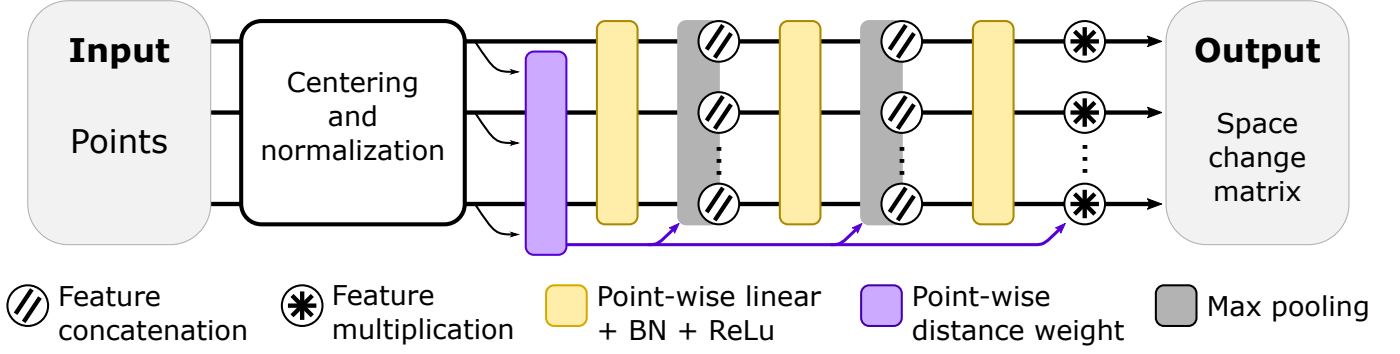 Input
Points
Centering
and
normalization
Output
Space
change
matrix
Feature
concatenation
Feature
multiplication
Point-wise linear
+ BN + ReLu
Point-wise
distance weight
Max pooling